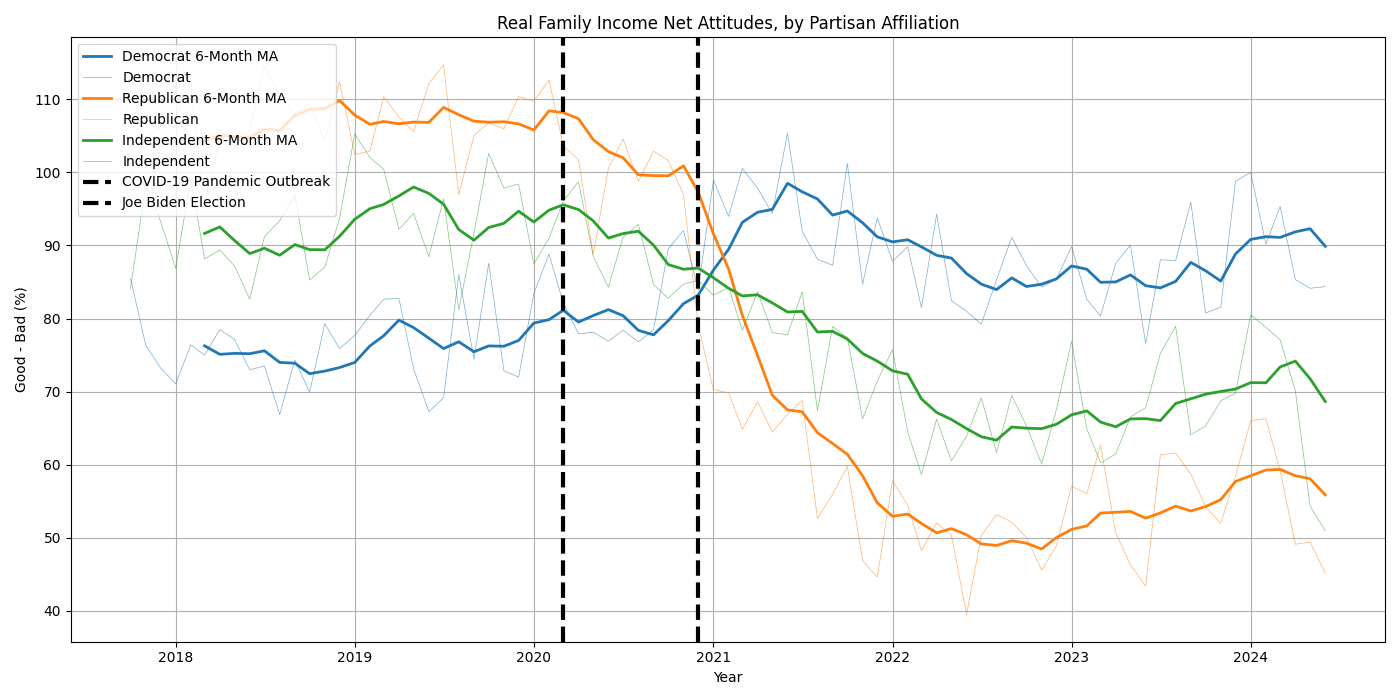 Real Family Income Net Attitudes, by Partisan Affiliation
Democrat 6-Month MA
Democrat
Republican 6-Month MA
Republican
Independent 6-Month MA
Independent
COVID-19 Pandemic Outbreak
Joe Biden Election
Good - Bad (%)
110
100
90
80
70
60
50
40
2018 2019 2020 2021 2022 2023 2024
Year